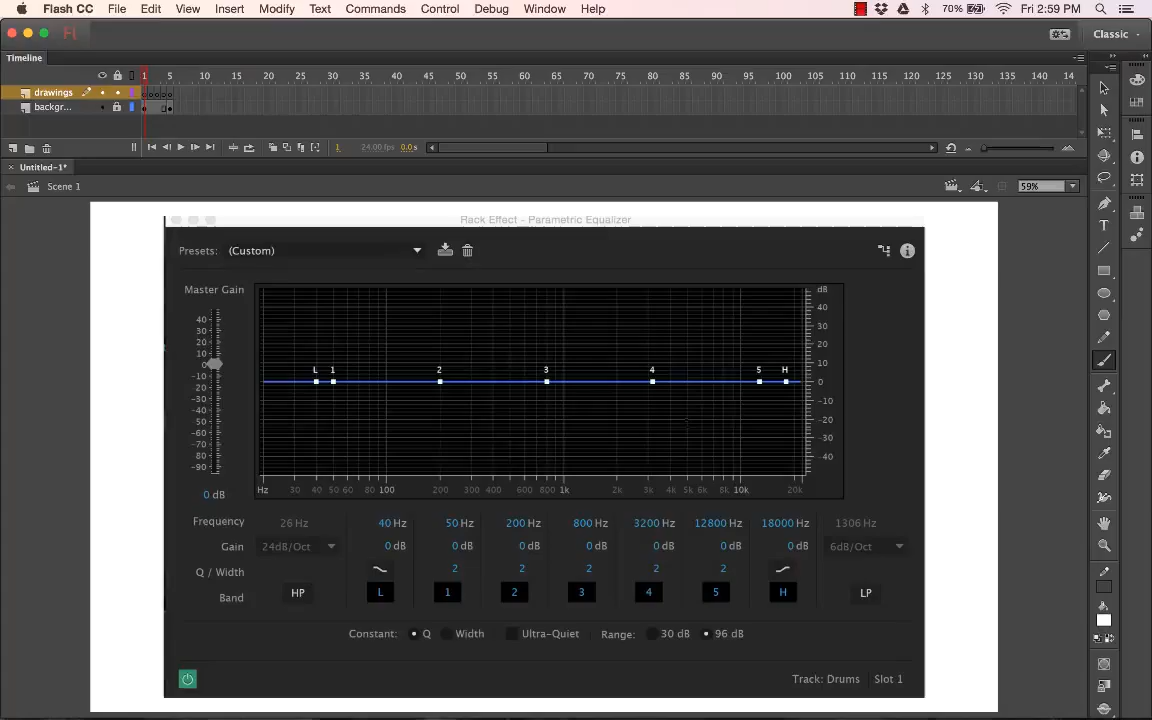 Flash CC File Edit View Insert Modify Text Commands Control Debug Window Help 70% Fri 2:59 PM
Fl Classic
Timeline
1 5 10 15 20 25 30 35 40 45 50 55 60 65 70 75 80 85 90 95 100 105 110 115 120 125 130 135 14
drawings
backgr...
1 24.00 fps 0.0 s
Untitled-1*
Scene 1 59%
Rack Effect - Parametric Equalizer
Presets: (Custom)
Master Gain dB
40 40
30 30
20 20
10 10
0 0
-10 -10
-20 -20
-30 -30
-40 -40
-50
-60
-70
-80
-90
L 1 2 3 4 5 H
Hz 30 40 50 60 80 100 200 300 400 600 800 1k 2k 3k 4k 5k 6k 10k 20k
0 dB
Frequency 26 Hz 40 Hz 50 Hz 200 Hz 800 Hz 3200 Hz 12800 Hz 18000 Hz 1306 Hz
Gain 24dB/Oct 0 dB 0 dB 0 dB 0 dB 0 dB 0 dB 0 dB 6dB/Oct
Q / Width 2 2 2 2 2
Band HP L 1 2 3 4 5 H LP
Constant: Q Width Ultra-Quiet Range: 30 dB 96 dB
Track: Drums Slot 1